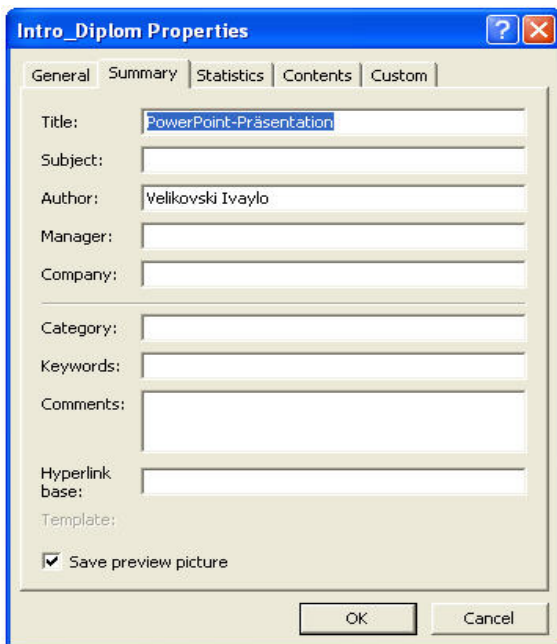 Intro_Diplom Properties
General Summary Statistics Contents Custom
Title: PowerPoint-Präsentation
Subject:
Author: Velikovski Ivaylo
Manager:
Company:
Category:
Keywords:
Comments:
Hyperlink
base:
Template:
Save preview picture
OK Cancel